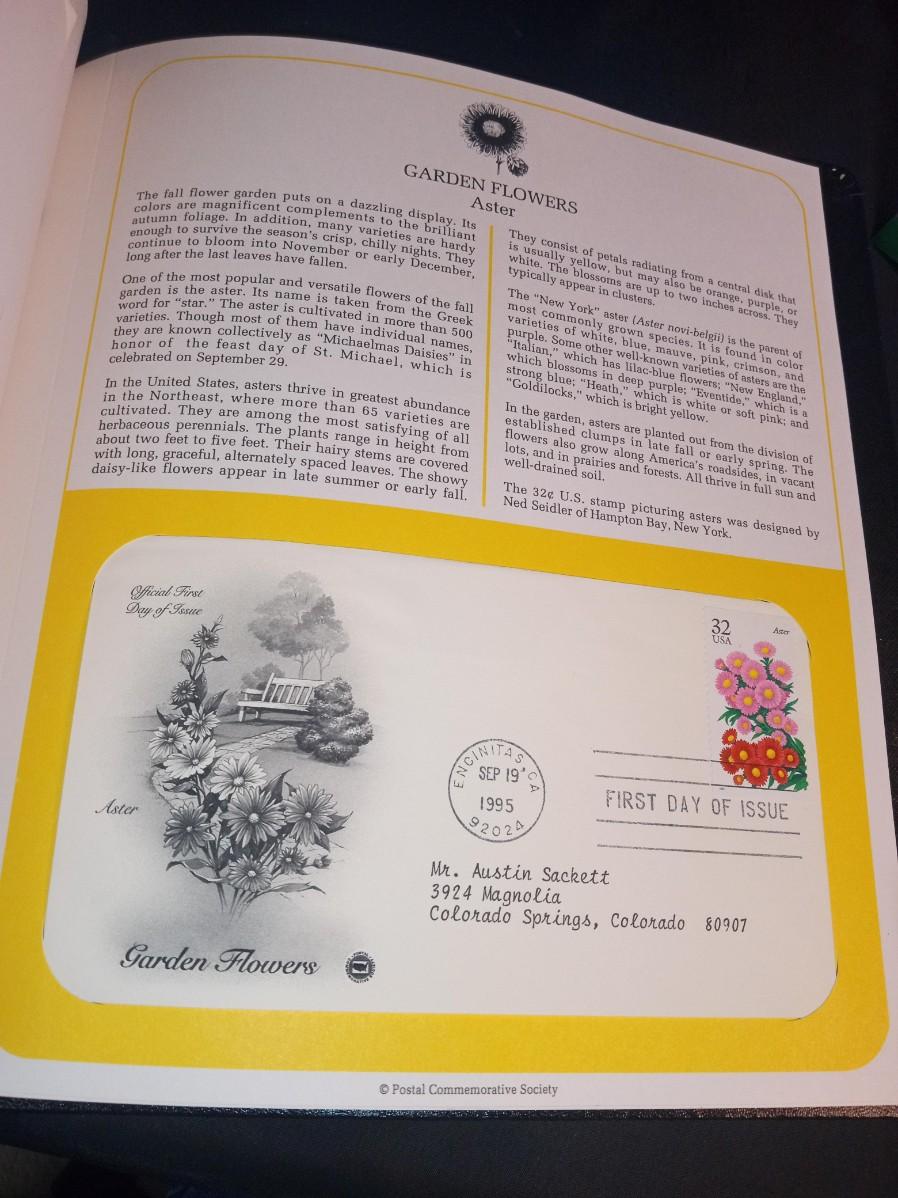 GARDEN FLOWERS
Aster
The fall flower garden puts on a dazzling display. Its
colors are magnificent complements to the brilliant
autumn foliage. In addition, many varieties are hardy
enough to survive the season's crisp, chilly nights. They
continue to bloom into November or early December,
long after the last leaves have fallen.
One of the most popular and versatile flowers of the fall
garden is the aster. Its name is taken from the Greek
word for "star." The aster is cultivated in more than 500
varieties. Though most of them have individual names,
they are known collectively as "Michaelmas Daisies" in
honor of the feast day of St. Michael, which is
celebrated on September 29.
In the United States, asters thrive in greatest abundance
in the Northeast, where more than 65 varieties are
cultivated. They are among the most satisfying of all
herbaceous perennials. The plants range in height from
about two feet to five feet. Their hairy stems are covered
with long, graceful, alternately spaced leaves. The showy
daisy-like flowers appear in late summer or early fall.
They consist of petals radiating from a central disk that
is usually yellow, but may also be orange, purple, or
white. The blossoms are up to two inches across. They
typically appear in clusters.
The "New York" aster (Aster novi-belgii) is the parent of
most commonly grown species. It is found in color
varieties of white, blue, mauve, pink, crimson, and
purple. Some other well-known varieties of asters are the
"Italian," which has lilac-blue flowers; "New England,"
which blossoms in deep purple; "Eventide," which is a
strong blue; "Heath," which is white or soft pink; and
"Goldilocks," which is bright yellow.
In the garden, asters are planted out from the division of
established clumps in late fall or early spring. The
flowers also grow along America's roadsides, in vacant
lots, and in prairies and forests. All thrive in full sun and
well-drained soil.
The 32¢ U.S. stamp picturing asters was designed by
Ned Seidler of Hampton Bay, New York.
Official First
Day of Issue
Aster
Garden Flowers
32
USA
Aster
ENCINITAS, CA
SEP 19
1995
92024
FIRST DAY OF ISSUE
Mr. Austin Sackett
3924 Magnolia
Colorado Springs, Colorado 80907
© Postal Commemorative Society